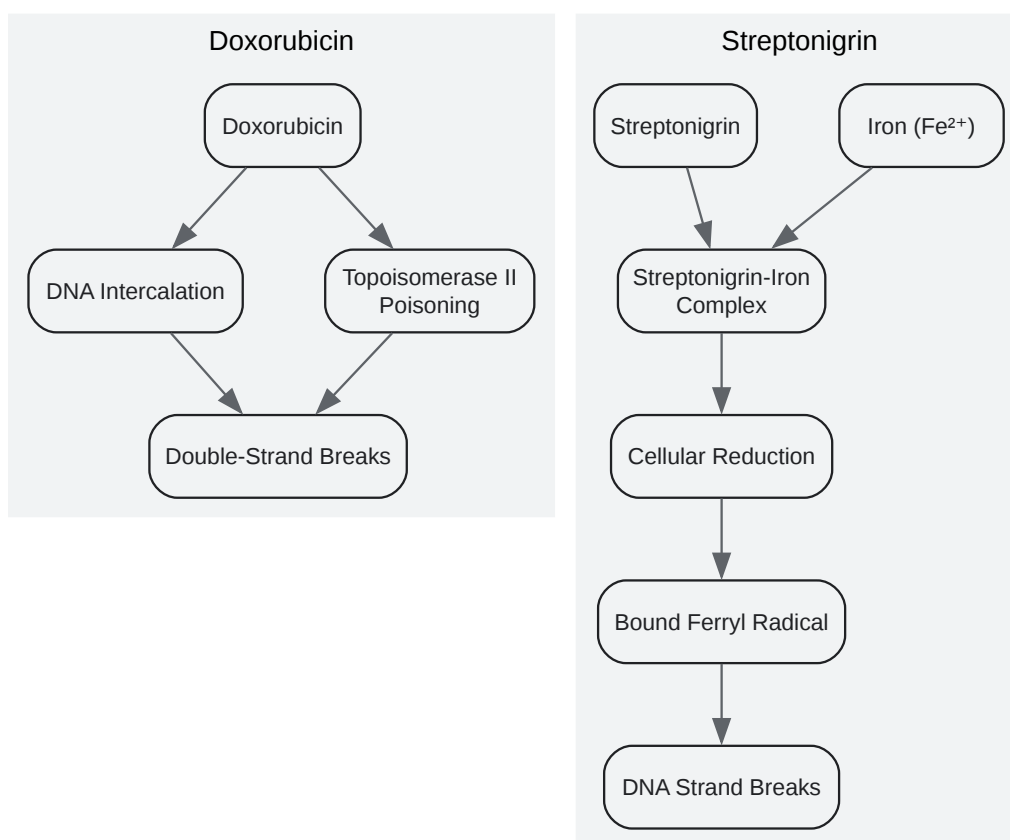 Doxorubicin
Doxorubicin
DNA Intercalation
Topoisomerase II
Poisoning
Double-Strand Breaks
Streptonigrin
Streptonigrin
Iron (Fe²⁺)
Streptonigrin-Iron
Complex
Cellular Reduction
Bound Ferryl Radical
DNA Strand Breaks